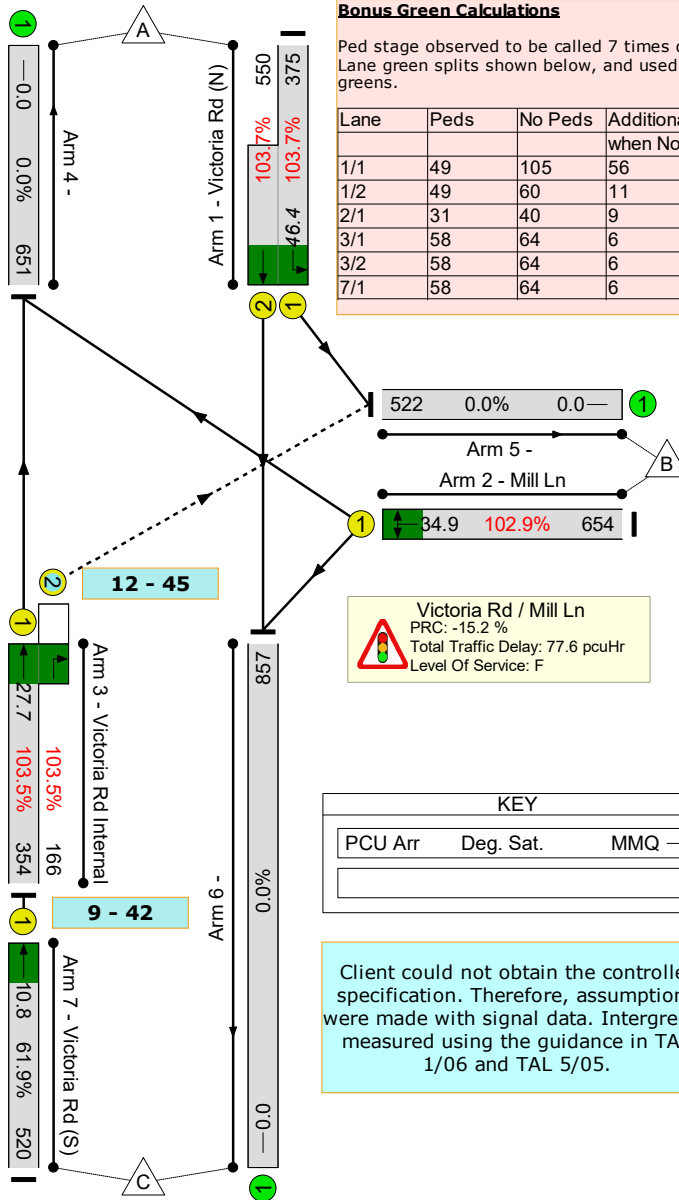 Bonus Green Calculations
Ped stage observed to be called 7 times
Lane green splits shown below, and used
greens.
Lane Peds No Peds Additiona
when No
1/1 49 105 56
1/2 49 60 11
2/1 31 40 9
3/1 58 64 6
3/2 58 64 6
7/1 58 64 6
1
A
0.0 0.0% 651
Arm 4 -
Arm 1 - Victoria Rd (N)
550 103.7%
375 103.7% 46.4
2 1
522 0.0% 0.0
1
Arm 5 -
B
Arm 2 - Mill Ln
1
34.9 102.9% 654
2
12 - 45
1
Victoria Rd / Mill Ln
PRC: -15.2 %
Total Traffic Delay: 77.6 pcuHr
Level Of Service: F
27.7 103.5% 354
103.5% 166
Arm 3 - Victoria Rd Internal
857 0.0% 0.0
Arm 6 -
1
9 - 42
KEY
PCU Arr Deg. Sat. MMQ
10.8 61.9% 520
Arm 7 - Victoria Rd (S)
Client could not obtain the controlle
specification. Therefore, assumption
were made with signal data. Intergre
measured using the guidance in TA
1/06 and TAL 5/05.
C
1